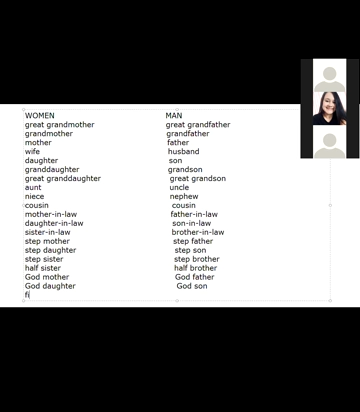 WOMEN MAN
great grandmother great grandfather
grandmother grandfather
mother father
wife husband
daughter son
granddaughter grandson
great granddaughter great grandson
aunt uncle
niece nephew
cousin cousin
mother-in-law father-in-law
daughter-in-law son-in-law
sister-in-law brother-in-law
step mother step father
step daughter step son
step sister step brother
half sister half brother
God mother God father
God daughter God son
fi